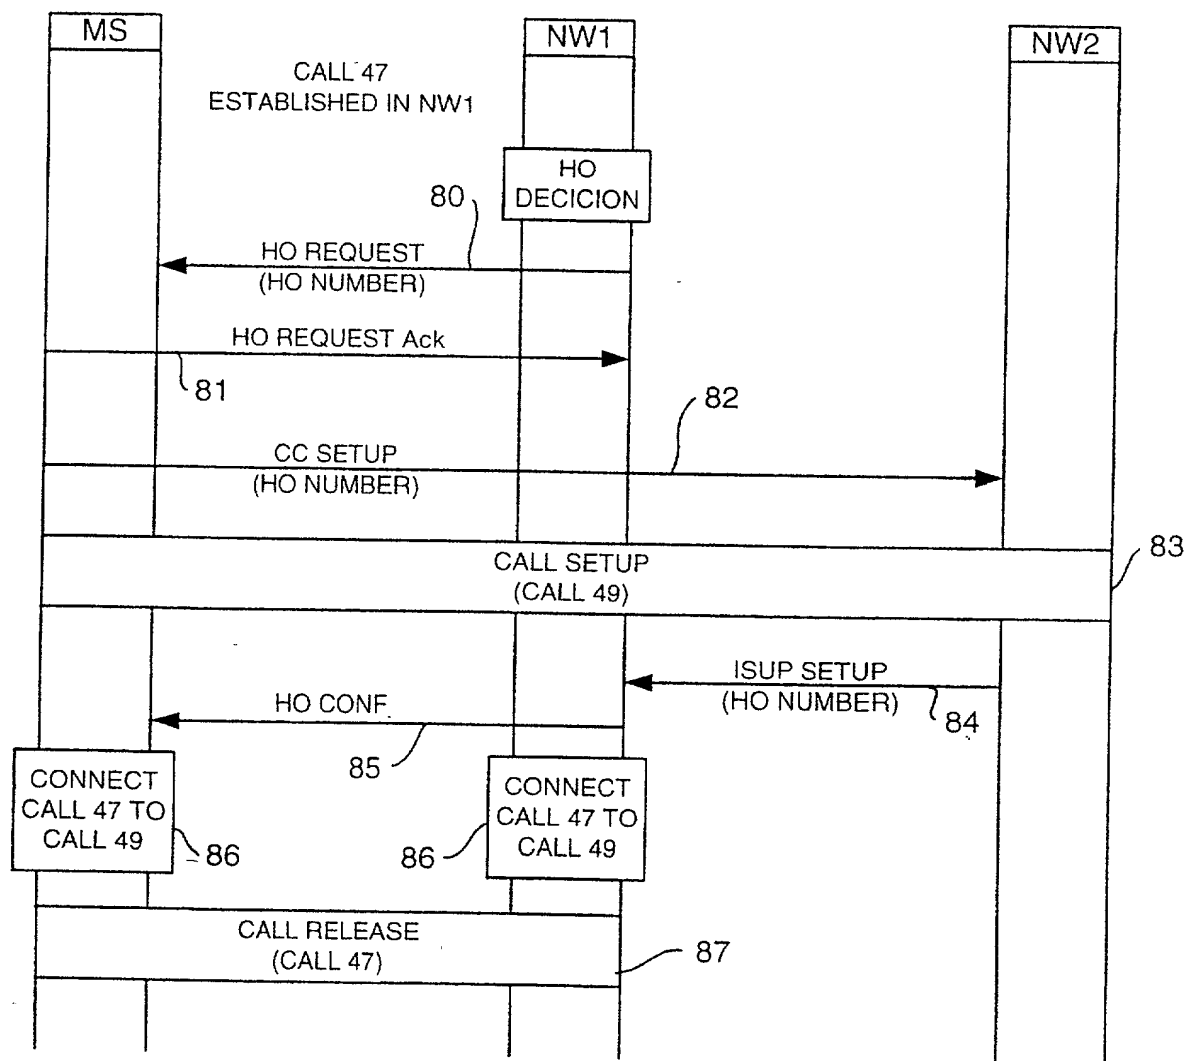 MS
NW1
NW2
CALL 47
ESTABLISHED IN NW1
HO
DECICION
80
HO REQUEST
(HO NUMBER)
HO REQUEST Ack
81
82
CC SETUP
(HO NUMBER)
CALL SETUP
(CALL 49)
83
ISUP SETUP
(HO NUMBER)
84
HO CONF.
85
CONNECT
CALL 47 TO
CALL 49
86
CONNECT
CALL 47 TO
CALL 49
86
CALL RELEASE
(CALL 47)
87